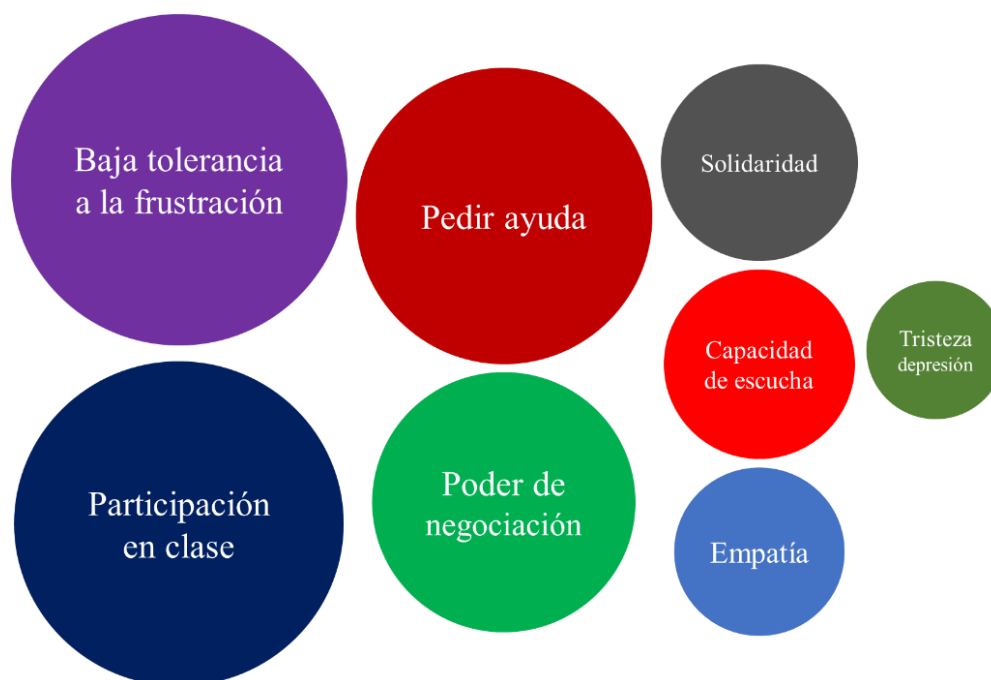 Baja tolerancia
a la frustración
Pedir ayuda
Solidaridad
Participación
en clase
Poder de
negociación
Capacidad
de escucha
Tristeza
depresión
Empatía